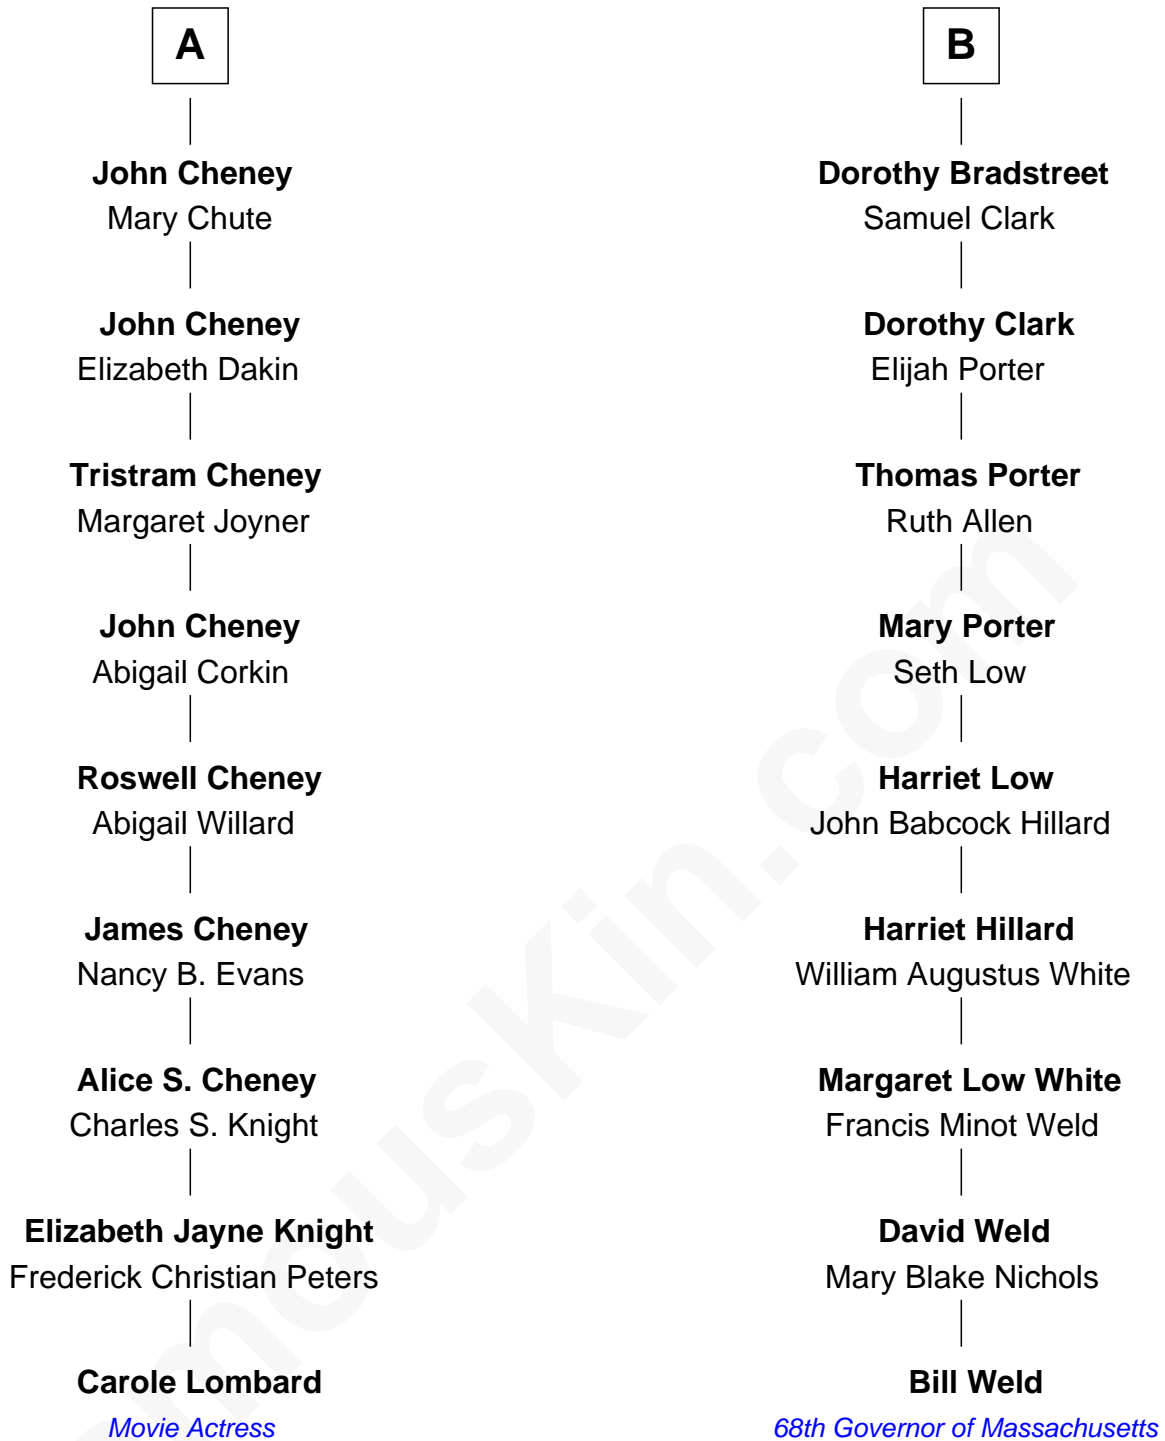 A
John Cheney
Mary Chute
John Cheney
Elizabeth Dakin
Tristram Cheney
Margaret Joyner
John Cheney
Abigail Corkin
Roswell Cheney
Abigail Willard
James Cheney
Nancy B. Evans
Alice S. Cheney
Charles S. Knight
Elizabeth Jayne Knight
Frederick Christian Peters
Carole Lombard
Movie Actress
B
Dorothy Bradstreet
Samuel Clark
Dorothy Clark
Elijah Porter
Thomas Porter
Ruth Allen
Mary Porter
Seth Low
Harriet Low
John Babcock Hillard
Harriet Hillard
William Augustus White
Margaret Low White
Francis Minot Weld
David Weld
Mary Blake Nichols
Bill Weld
68th Governor of Massachusetts
mousKin.com